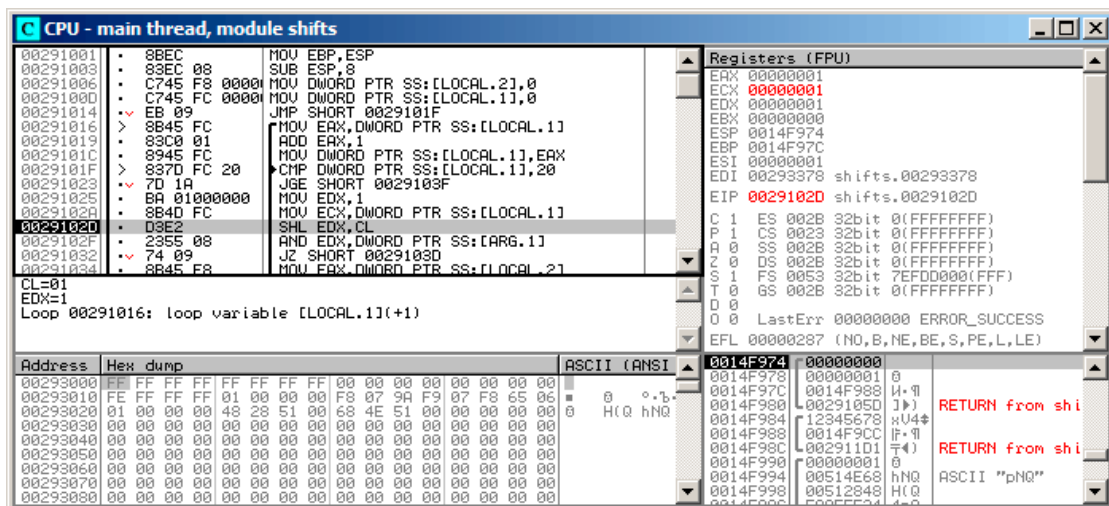 C CPU - main thread, module shifts
00291001 · 8BEC MOV EBP,ESP
00291003 · 83EC 08 SUB ESP,8
00291006 · C745 F8 0000 MOV DWORD PTR SS:[LOCAL.2],0
0029100D · C745 FC 0000 MOV DWORD PTR SS:[LOCAL.1],0
00291014 · EB 09 JMP SHORT 0029101F
00291016 > 8B45 FC MOV EAX,DWORD PTR SS:[LOCAL.1]
00291019 · 83C0 01 ADD EAX,1
0029101C · 8945 FC MOV DWORD PTR SS:[LOCAL.1],EAX
0029101F > 837D FC 20 CMP DWORD PTR SS:[LOCAL.1],20
00291023 · 7D 1A JGE SHORT 0029103F
00291025 · BA 01000000 MOV EDX,1
0029102A · 8B4D FC MOV ECX,DWORD PTR SS:[LOCAL.1]
0029102D · D3E2 SHL EDX,CL
0029102F · 2355 08 AND EDX,DWORD PTR SS:[ARG.1]
00291032 · 74 09 JZ SHORT 0029103D
00291034 · 8B45 F8 MOV EAX,DWORD PTR SS:[LOCAL.2]
CL=01
EDX=1
Loop 00291016: loop variable [LOCAL.1](+1)
Registers (FPU)
EAX 00000001
ECX 00000001
EDX 00000001
EBX 00000000
ESP 0014F974
EBP 0014F97C
ESI 00000001
EDI 00293378 shifts.00293378
EIP 0029102D shifts.0029102D
C 1 ES 002B 32bit 0(FFFFFFFF)
P 1 CS 0023 32bit 0(FFFFFFFF)
A 0 SS 002B 32bit 0(FFFFFFFF)
Z 0 DS 002B 32bit 0(FFFFFFFF)
S 1 FS 0053 32bit 7EFDD000(FFF)
T 0 GS 002B 32bit 0(FFFFFFFF)
D 0
O 0 LastErr 00000000 ERROR_SUCCESS
EFL 00000287 (NO,B,NE,BE,S,PE,L,LE)
Address Hex dump ASCII (ANSI
00293000 FF FF FF FF FF FF FF FF 00 00 00 00 00 00 00 00
00293010 FE FF FF FF 01 00 00 00 F8 07 9A F9 07 F8 65 06
00293020 01 00 00 00 48 28 51 00 68 4E 51 00 00 00 00 00 H(Q hNQ
00293030 00 00 00 00 00 00 00 00 00 00 00 00 00 00 00 00
00293040 00 00 00 00 00 00 00 00 00 00 00 00 00 00 00 00
00293050 00 00 00 00 00 00 00 00 00 00 00 00 00 00 00 00
00293060 00 00 00 00 00 00 00 00 00 00 00 00 00 00 00 00
00293070 00 00 00 00 00 00 00 00 00 00 00 00 00 00 00 00
00293080 00 00 00 00 00 00 00 00 00 00 00 00 00 00 00 00
0014F974 00000000
0014F978 00000001
0014F97C 0014F988
0014F980 0029105D RETURN from shi
0014F984 12345678 xV4
0014F988 0014F9CC
0014F98C 002911D1 RETURN from shi
0014F990 00000001
0014F994 00514E68 hNQ ASCII "pNQ"
0014F998 00512848 H(Q